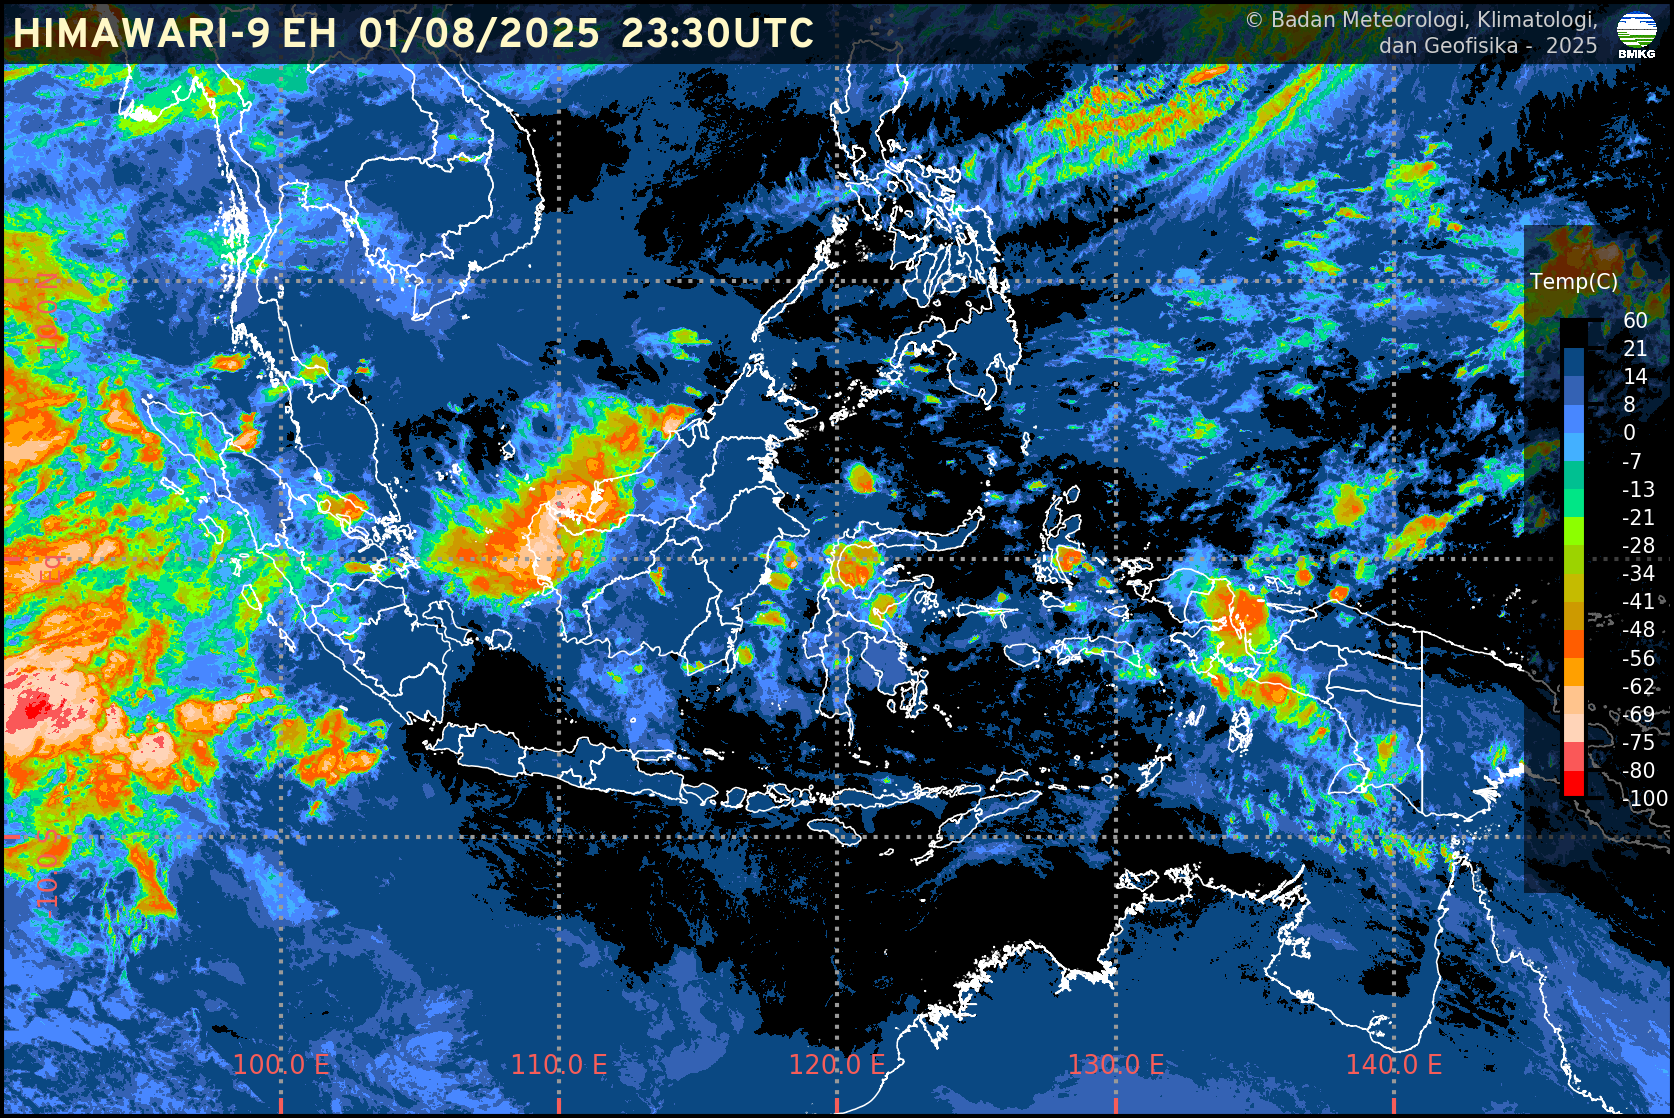 HIMAWARI-9 EH 01/08/2025 23:30UTC
© Badan Meteorologi, Klimatologi,
dan Geofisika - 2025
BMKG
Temp(C)
60
21
14
8
0
-7
-13
-21
-28
-34
-41
-48
-56
-62
-69
-75
-80
-100
10.0 N
EQ
-10.0 S
100.0 E
110.0 E
120.0 E
130.0 E
140.0 E